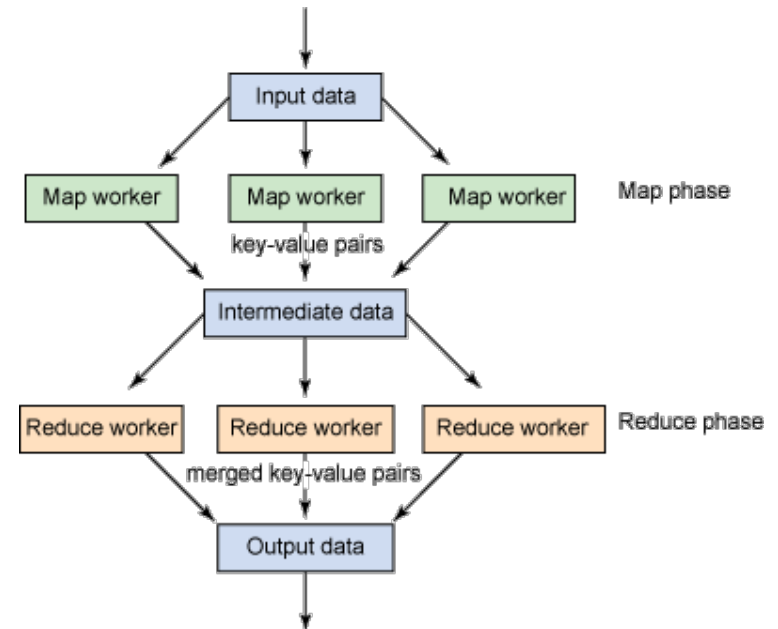 Input data
Map worker
Map worker
Map worker
Map phase
key-value pairs
Intermediate data
Reduce worker
Reduce worker
Reduce worker
Reduce phase
merged key-value pairs
Output data